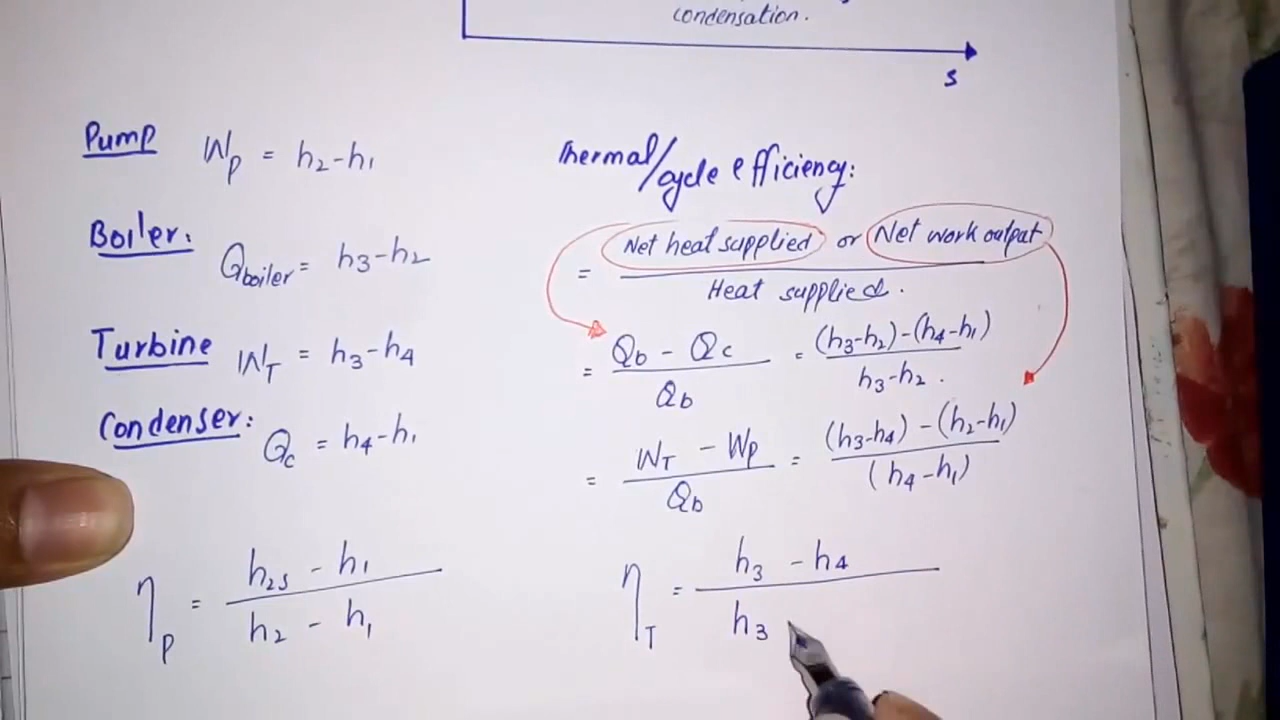 condensation.
s
Pump Wp = h2-h1
Boiler: Qboiler = h3-h2
Turbine WT = h3-h4
Condenser: Qc = h4-h1
ηp = (h2s - h1) / (h2 - h1)
Thermal/cycle efficiency:
= Net heat supplied or Net work output
Heat supplied.
= (Qb - Qc) / Qb = ((h3-h2)-(h4-h1)) / h3-h2.
= (WT - Wp) / Qb = ((h3-h4) - (h2-h1)) / (h4-h1)
ηT = (h3 - h4) / h3